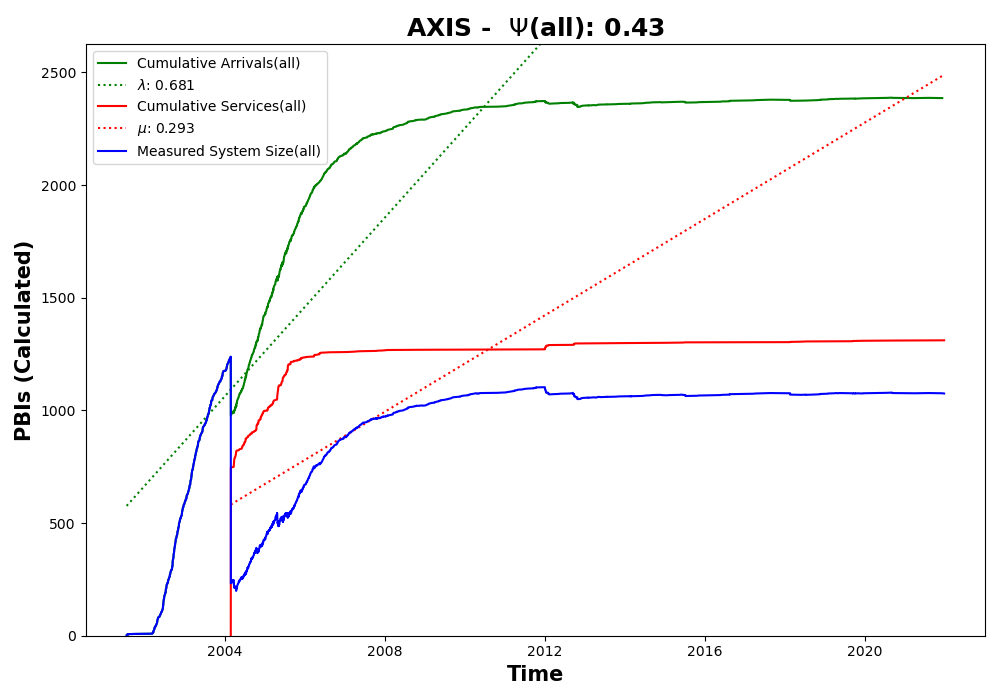 AXIS -  Ψ(all): 0.43
Cumulative Arrivals(all)
λ: 0.681
Cumulative Services(all)
μ: 0.293
Measured System Size(all)
PBIs (Calculated)
2500
2000
1500
1000
500
0
2004 2008 2012 2016 2020
Time